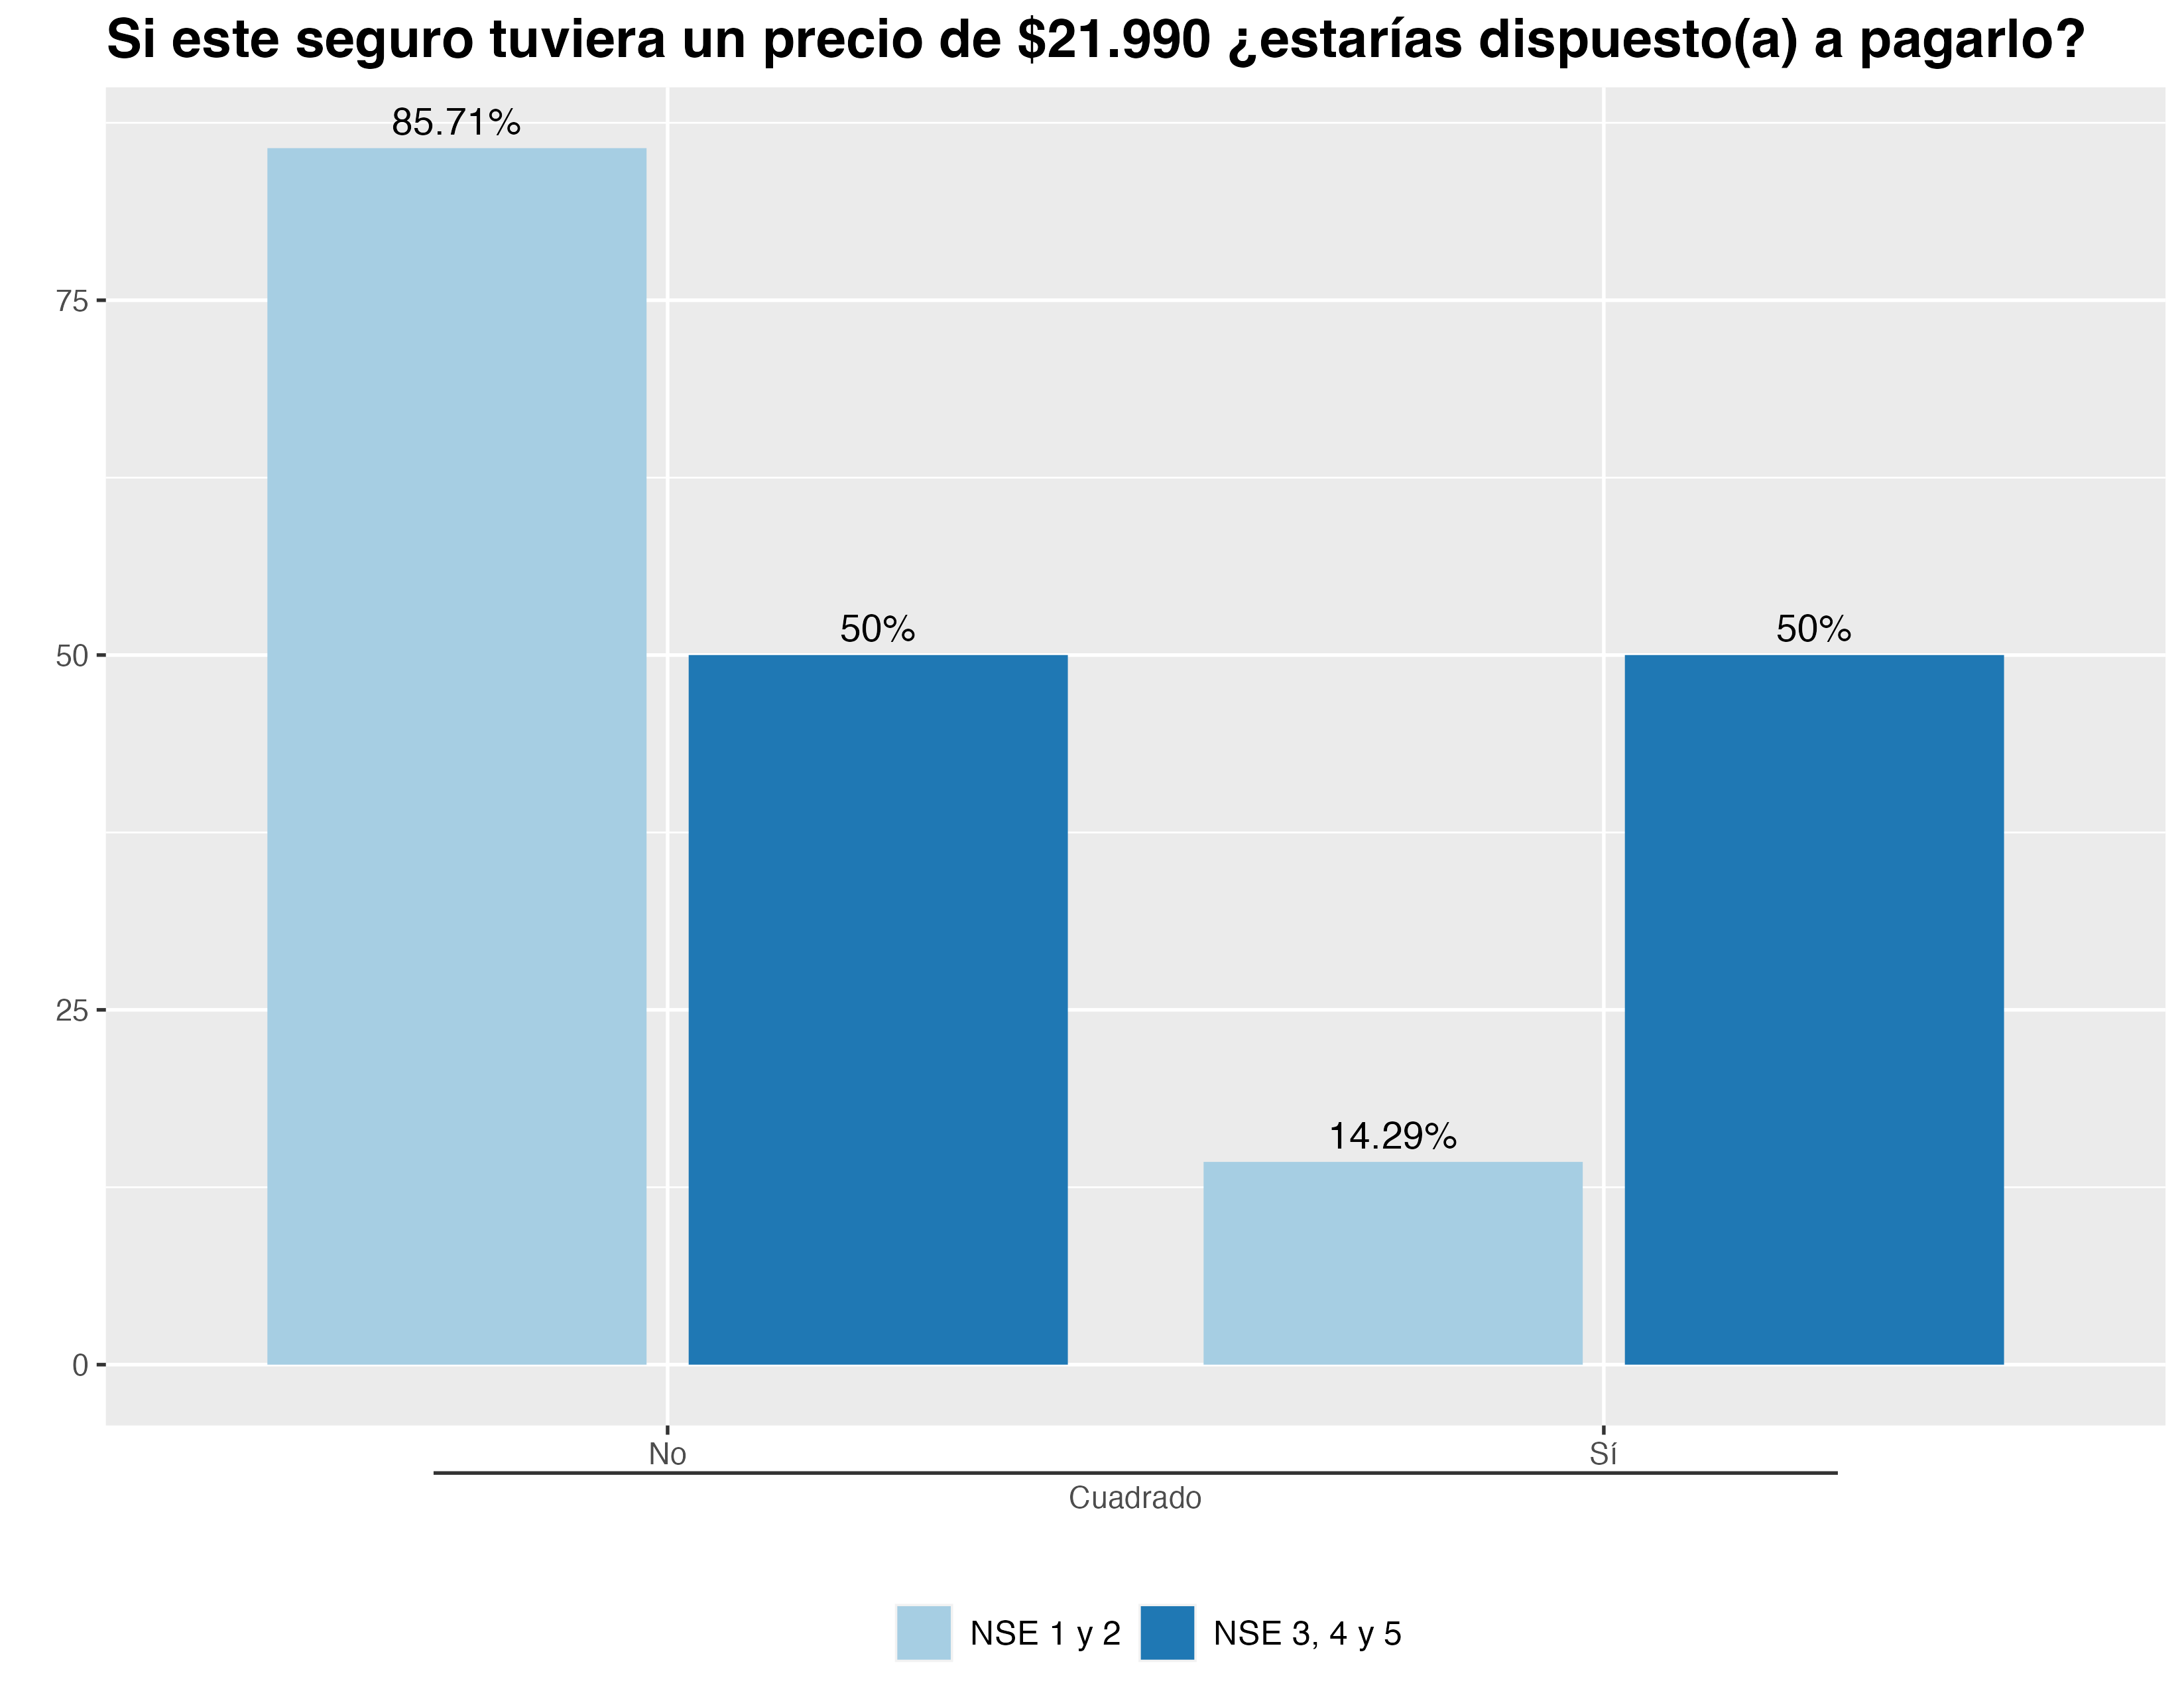 Si este seguro tuviera un precio de $21.990 ¿estarías dispuesto(a) a pagarlo?
85.71%
75
50%
50%
50
25
14.29%
0
No
Sí
Cuadrado
NSE 1 y 2
NSE 3, 4 y 5